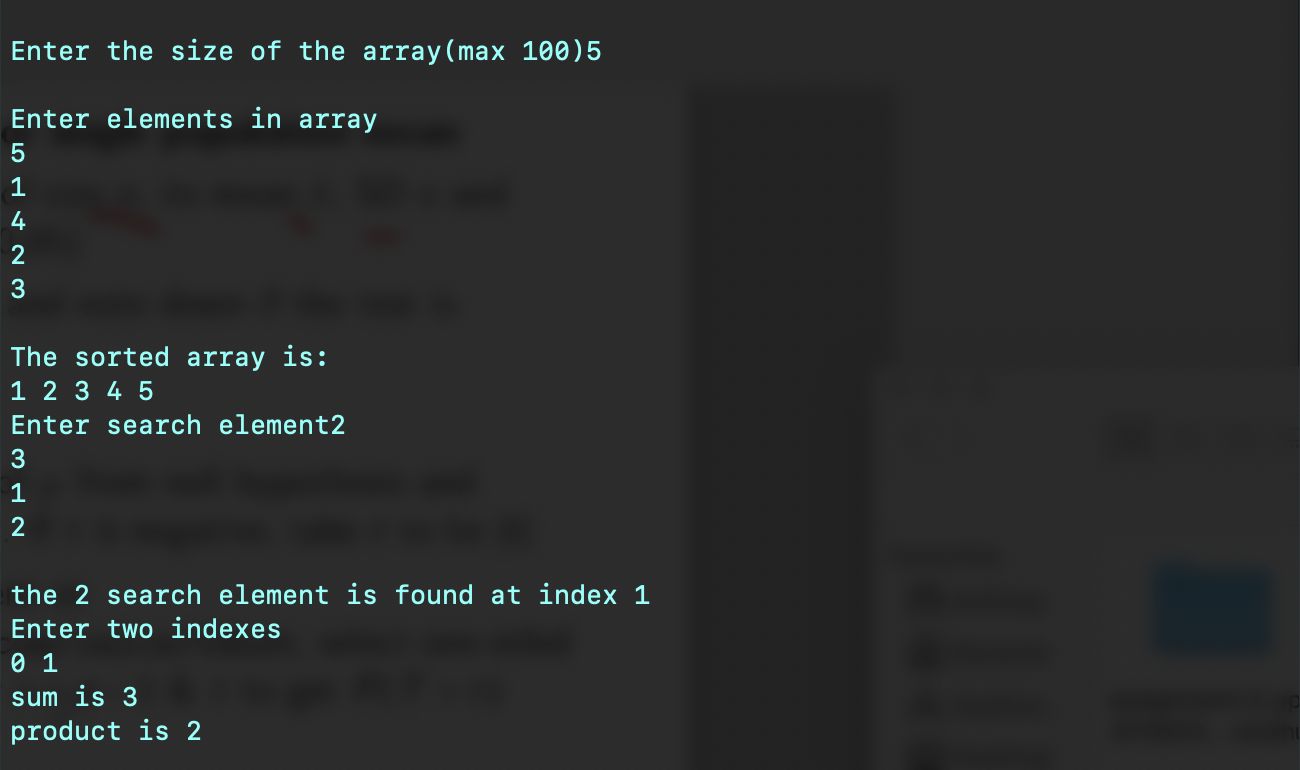 Enter the size of the array(max 100)5
Enter elements in array
5
1
4
2
3
The sorted array is:
1 2 3 4 5
Enter search element2
3
1
2
the 2 search element is found at index 1
Enter two indexes
0 1
sum is 3
product is 2